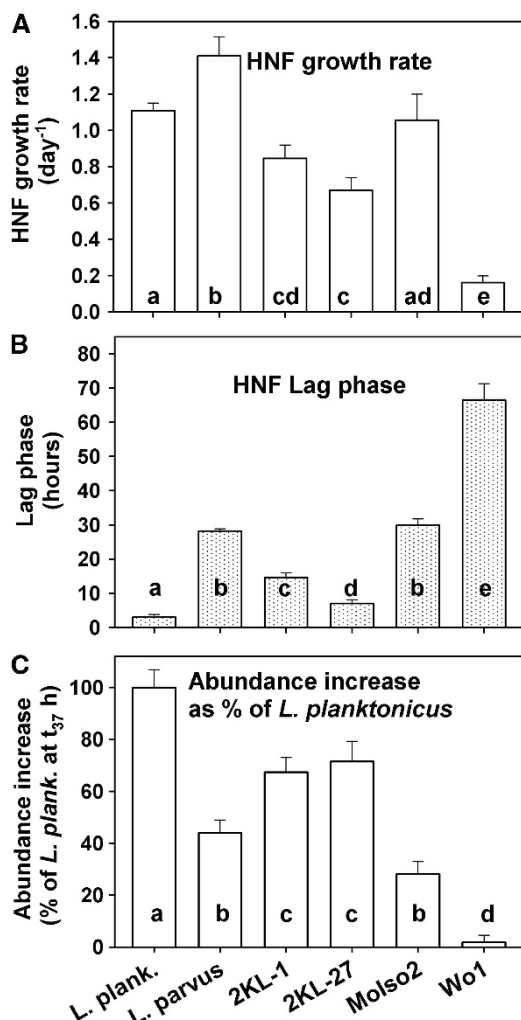 A
HNF growth rate
HNF growth rate
(day-1)
1.6
1.4
1.2
1.0
0.8
0.6
0.4
0.2
0.0
a b cd c ad e
B
HNF Lag phase
Lag phase
(hours)
80
70
60
50
40
30
20
10
0
a b c d b e
C
Abundance increase
as % of L. planktonicus
Abundance increase
(% of L. plank. at t37 h)
100
80
60
40
20
0
a b c c b d
L. plank. L. parvus 2KL-1 2KL-27 MoIso2 Wo1